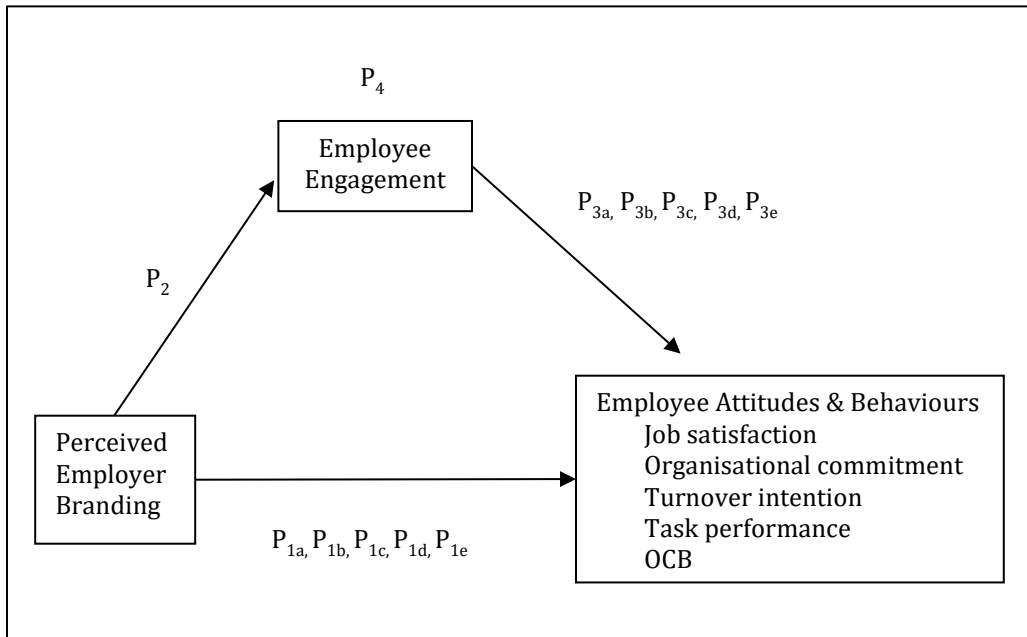 P4
Employee
Engagement
P3a, P3b, P3c, P3d, P3e
P2
Perceived
Employer
Branding
Employee Attitudes & Behaviours
Job satisfaction
Organisational commitment
Turnover intention
Task performance
OCB
P1a, P1b, P1c, P1d, P1e